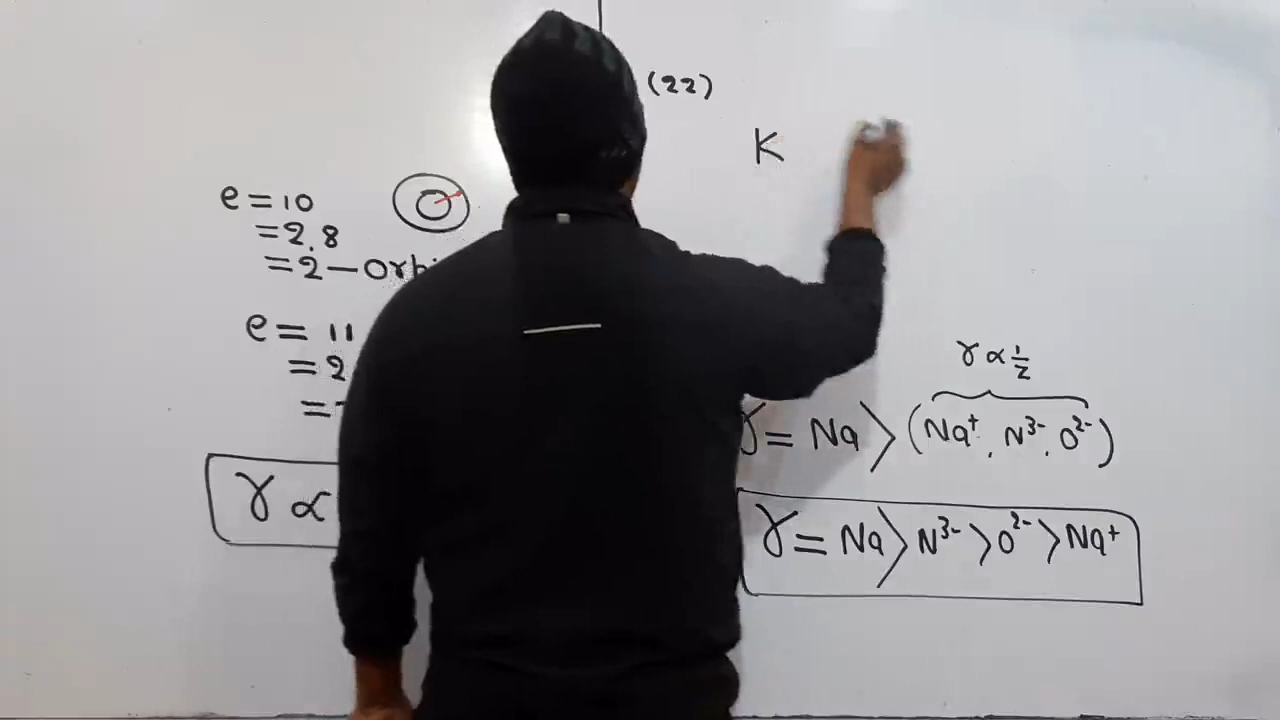 (22)
K
e = 10
= 2.8
= 2 – Orbi
e = 11
= 2
=
γ ∝ 1/Z
γ = Na > (Na⁺, N³⁻, O²⁻)
γ ∝
γ = Na > N³⁻ > O²⁻ > Na⁺